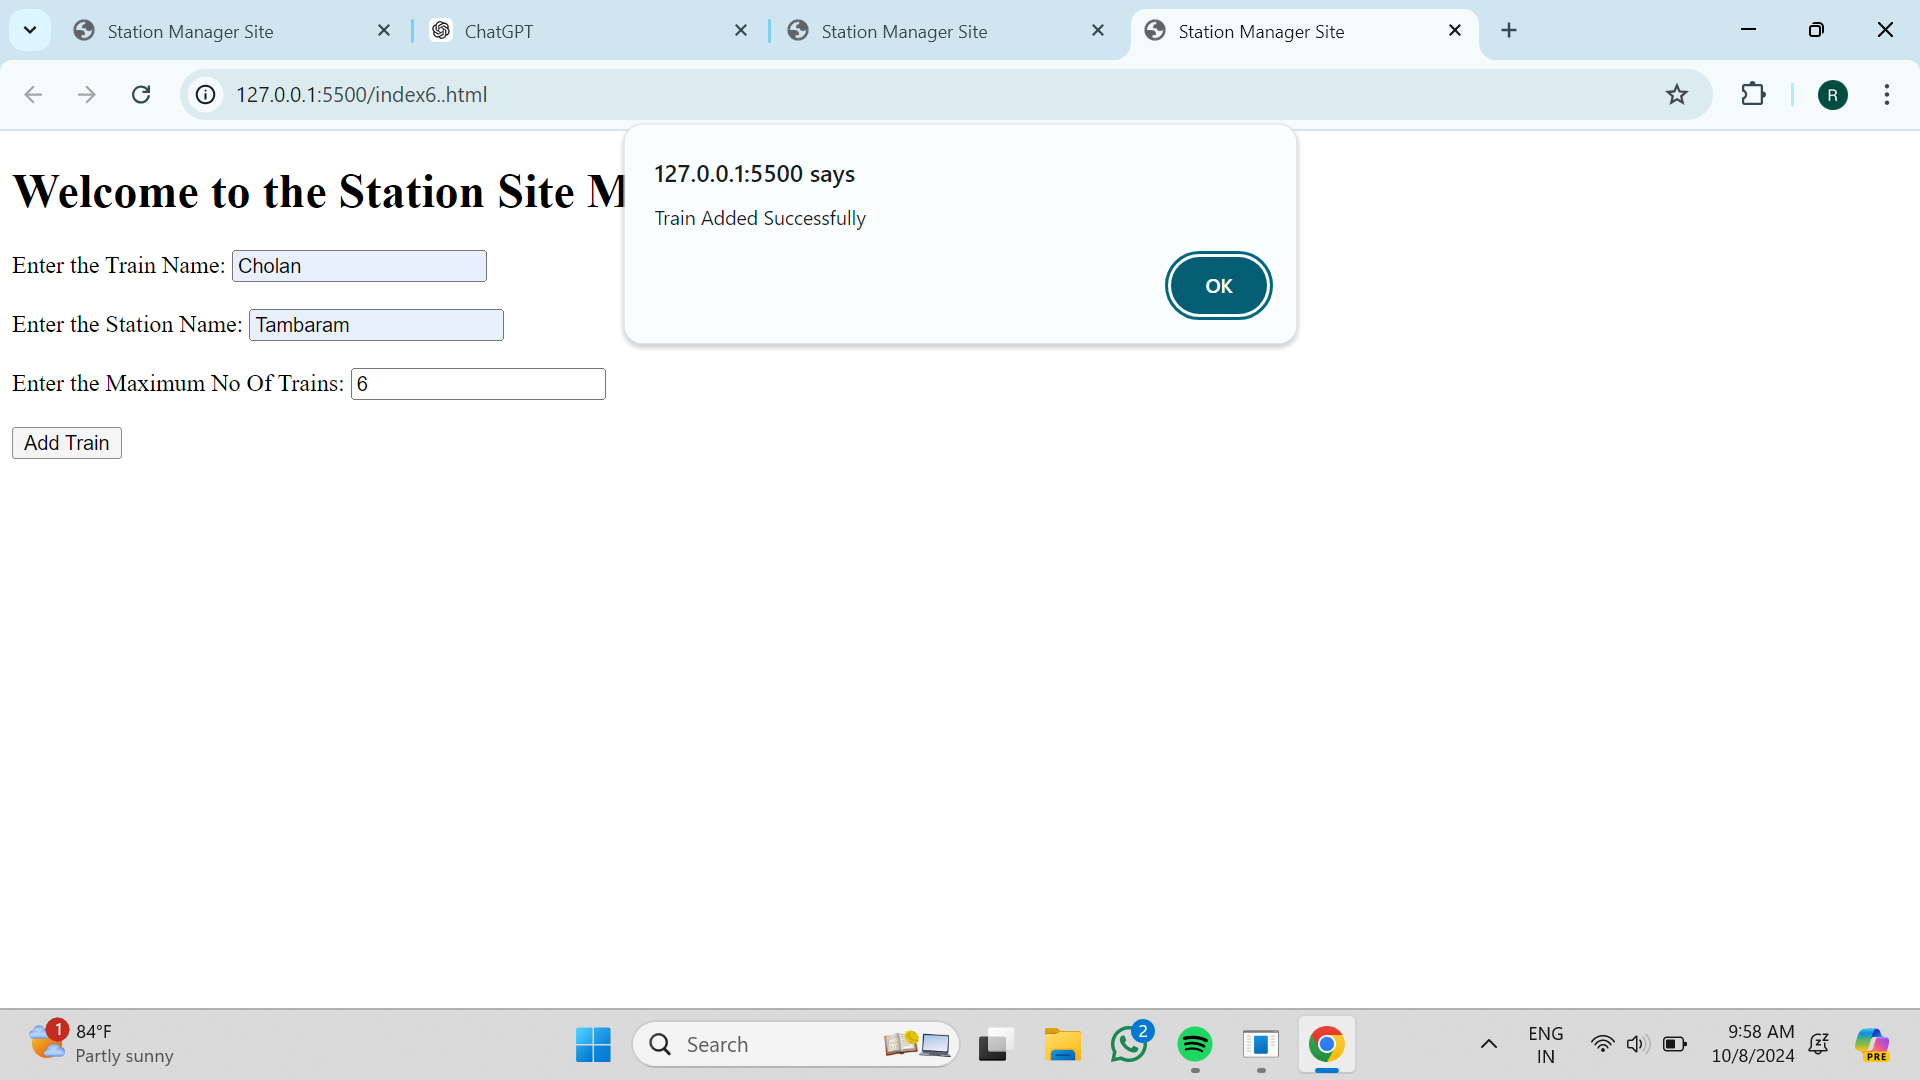 Station Manager Site
ChatGPT
Station Manager Site
Station Manager Site
127.0.0.1:5500/index6..html
R
127.0.0.1:5500 says
Train Added Successfully
OK
Welcome to the Station Site M
Enter the Train Name: Cholan
Enter the Station Name: Tambaram
Enter the Maximum No Of Trains: 6
Add Train
1
84°F
Partly sunny
Search
2
ENG
IN
9:58 AM
10/8/2024
PRE